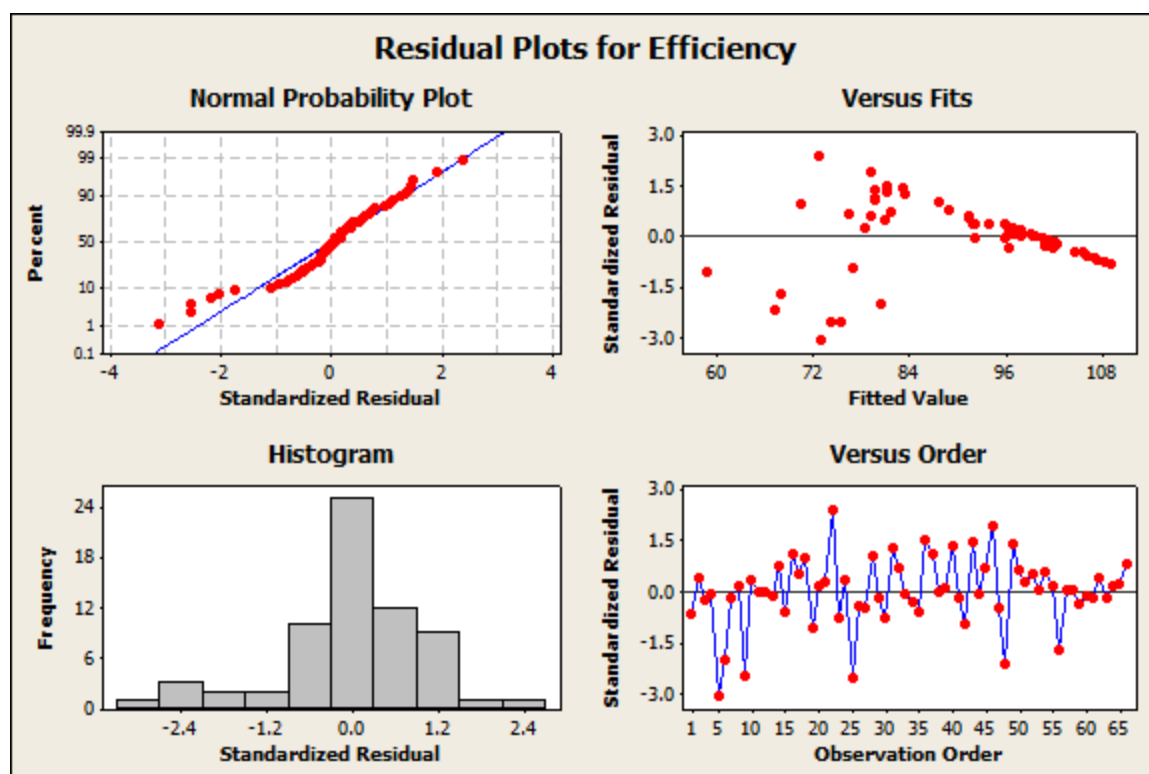 Residual Plots for Efficiency
Normal Probability Plot
99.9
99
90
50
10
1
0.1
Percent
-4 -2 0 2 4
Standardized Residual
Versus Fits
3.0
1.5
0.0
-1.5
-3.0
Standardized Residual
60 72 84 96 108
Fitted Value
Histogram
24
18
12
6
0
Frequency
-2.4 -1.2 0.0 1.2 2.4
Standardized Residual
Versus Order
3.0
1.5
0.0
-1.5
-3.0
Standardized Residual
1 5 10 15 20 25 30 35 40 45 50 55 60 65
Observation Order